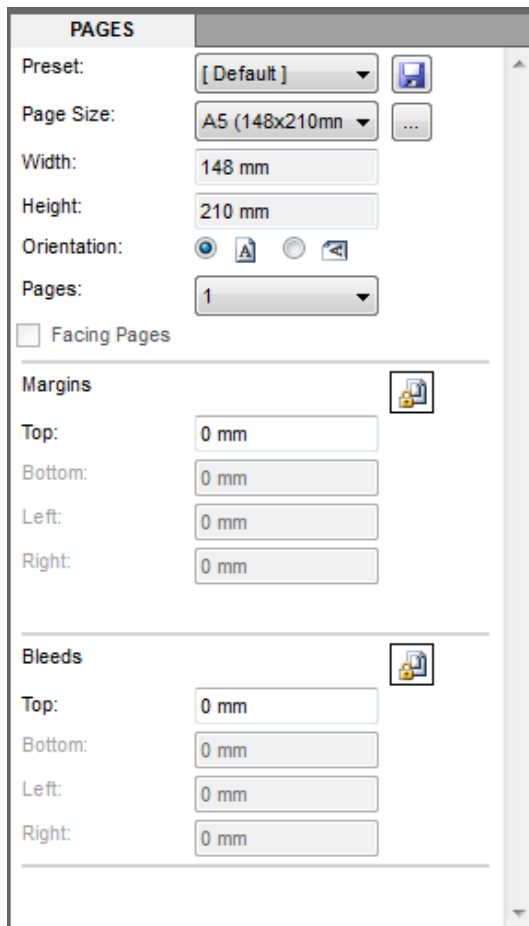 PAGES
Preset: [ Default ]
Page Size: A5 (148x210mm ...
Width: 148 mm
Height: 210 mm
Orientation: A A
Pages: 1
Facing Pages
Margins
Top: 0 mm
Bottom: 0 mm
Left: 0 mm
Right: 0 mm
Bleeds
Top: 0 mm
Bottom: 0 mm
Left: 0 mm
Right: 0 mm